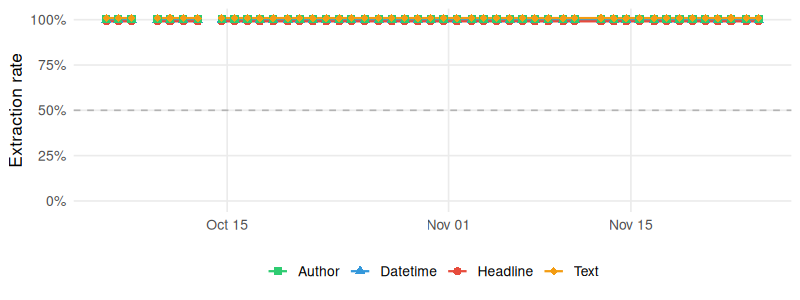 Extraction rate
100%
75%
50%
25%
0%
Oct 15 Nov 01 Nov 15
Author Datetime Headline Text